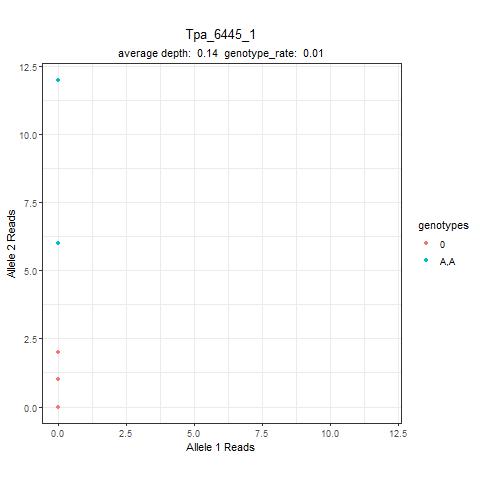 Tpa_6445_1
average depth: 0.14 genotype_rate: 0.01
12.5
10.0
7.5
5.0
2.5
0.0
Allele 2 Reads
0.0 2.5 5.0 7.5 10.0 12.5
Allele 1 Reads
genotypes
0
A,A